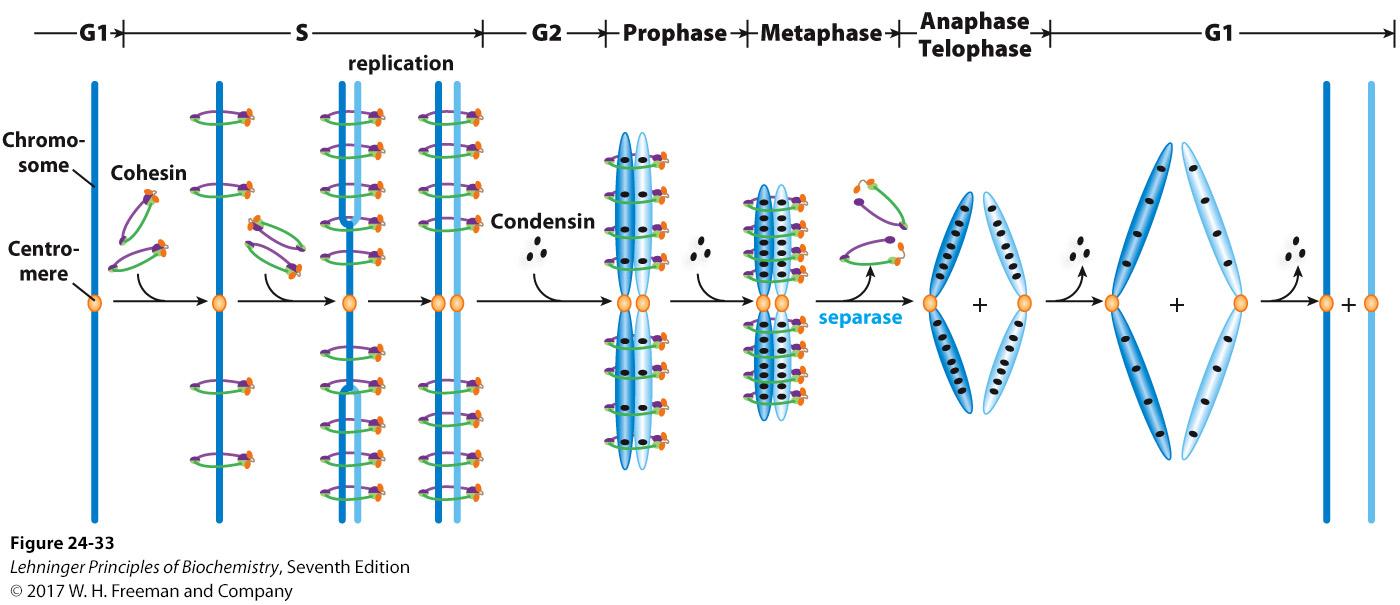 G1
S
G2
Prophase
Metaphase
Anaphase
Telophase
G1
replication
Chromo-
some
Cohesin
Centro-
mere
Condensin
separase
+
+
+
Figure 24-33
Lehninger Principles of Biochemistry, Seventh Edition
© 2017 W. H. Freeman and Company